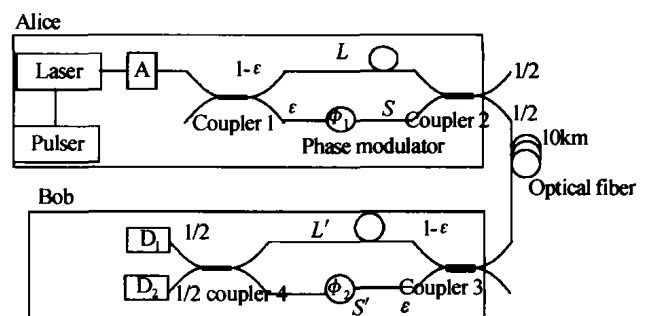 Alice
Laser
A
1-ε
L
1/2
Coupler 1
ε
ϕ1
S
Coupler 2
1/2
Pulser
Phase modulator
10km
Optical fiber
Bob
D1
1/2
L′
1-ε
D2
1/2 coupler 4
ϕ2
S′
ε
Coupler 3